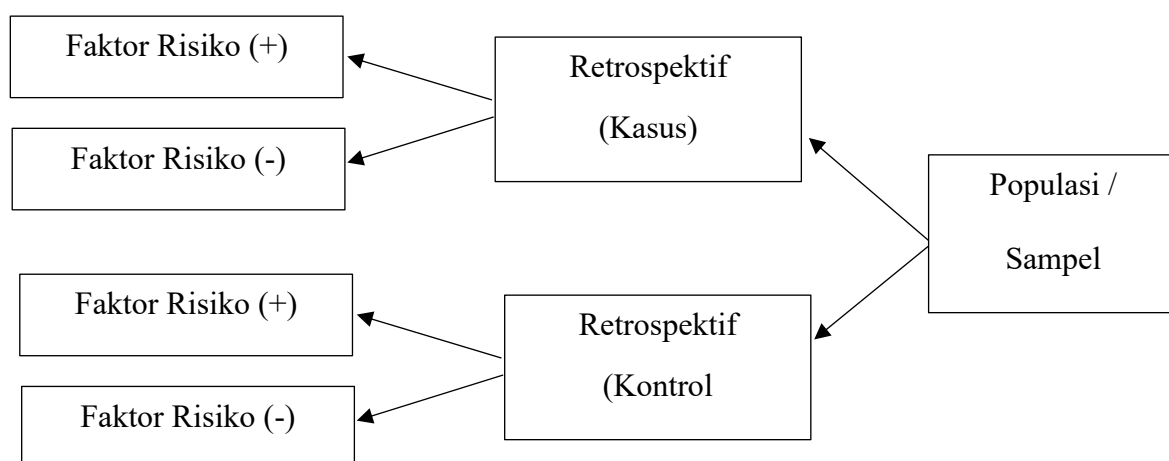 Faktor Risiko (+)
Faktor Risiko (-)
Retrospektif
(Kasus)
Populasi /
Sampel
Faktor Risiko (+)
Faktor Risiko (-)
Retrospektif
(Kontrol